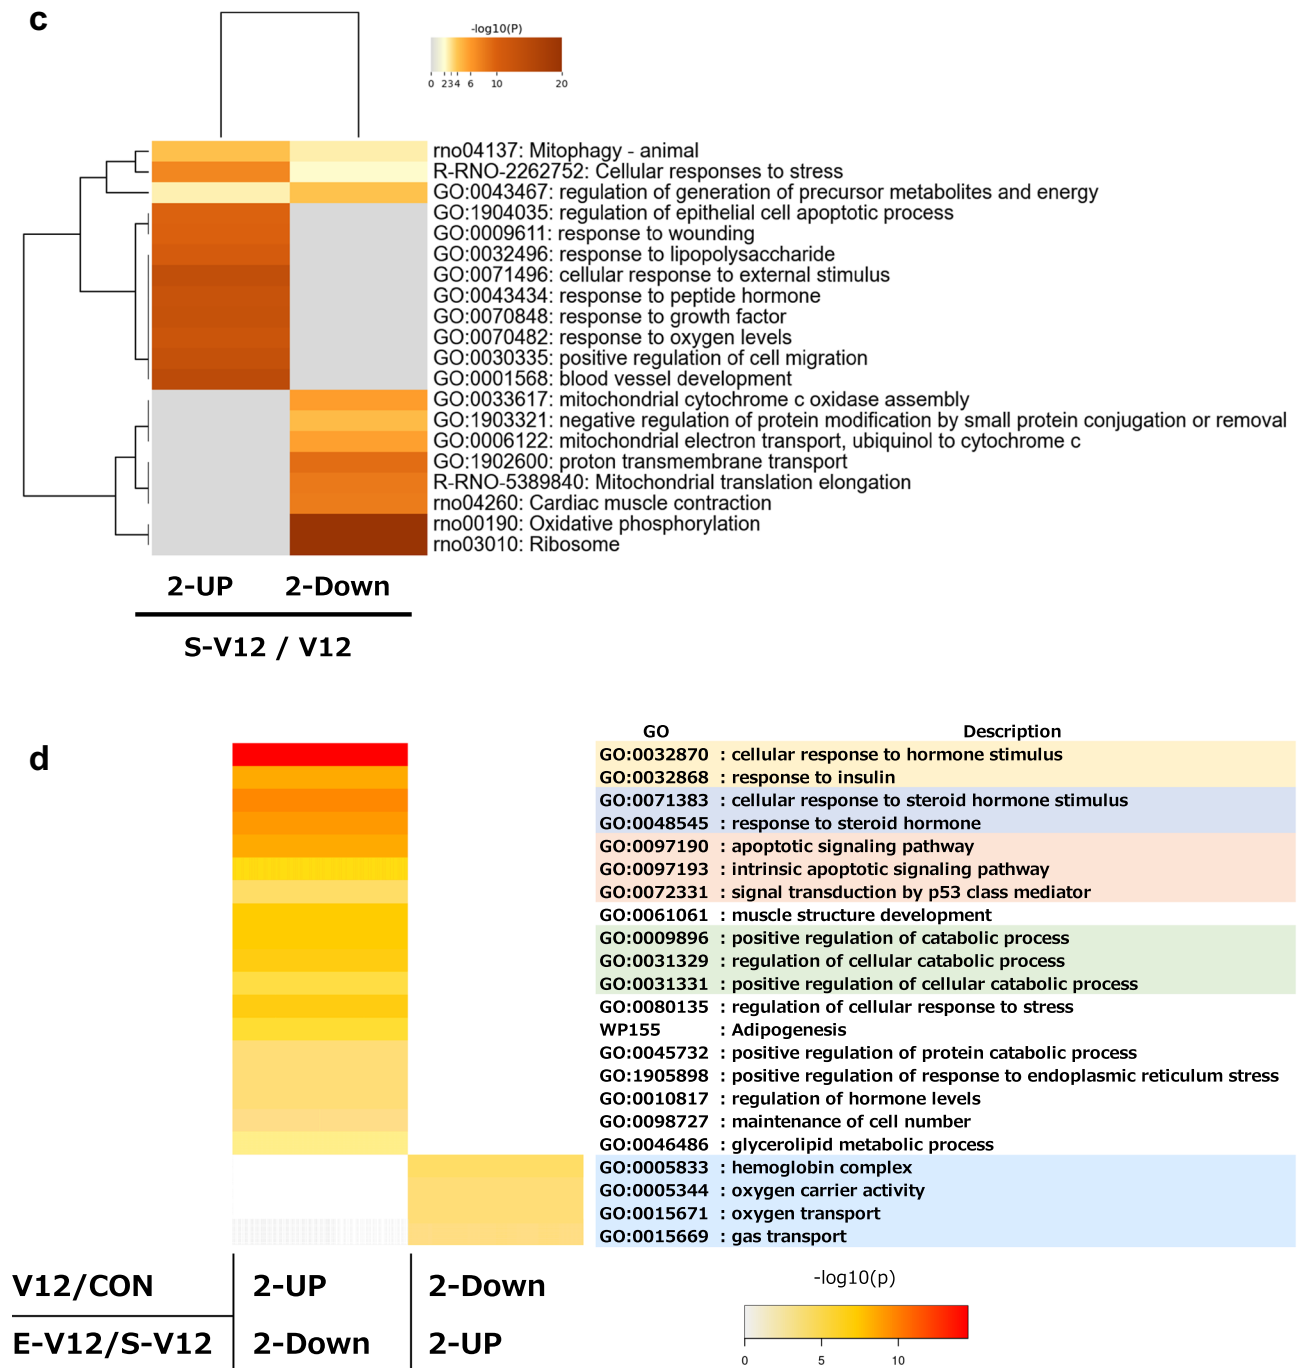 c
-log10(P)
0 2 3 4 6 10 20
rno04137: Mitophagy - animal
R-RNO-2262752: Cellular responses to stress
GO:0043467: regulation of generation of precursor metabolites and energy
GO:1904035: regulation of epithelial cell apoptotic process
GO:0009611: response to wounding
GO:0032496: response to lipopolysaccharide
GO:0071496: cellular response to external stimulus
GO:0043434: response to peptide hormone
GO:0070848: response to growth factor
GO:0070482: response to oxygen levels
GO:0030335: positive regulation of cell migration
GO:0001568: blood vessel development
GO:0033617: mitochondrial cytochrome c oxidase assembly
GO:1903321: negative regulation of protein modification by small protein conjugation or removal
GO:0006122: mitochondrial electron transport, ubiquinol to cytochrome c
GO:1902600: proton transmembrane transport
R-RNO-5389840: Mitochondrial translation elongation
rno04260: Cardiac muscle contraction
rno00190: Oxidative phosphorylation
rno03010: Ribosome
2-UP 2-Down
S-V12 / V12
d
GO Description
GO:0032870 : cellular response to hormone stimulus
GO:0032868 : response to insulin
GO:0071383 : cellular response to steroid hormone stimulus
GO:0048545 : response to steroid hormone
GO:0097190 : apoptotic signaling pathway
GO:0097193 : intrinsic apoptotic signaling pathway
GO:0072331 : signal transduction by p53 class mediator
GO:0061061 : muscle structure development
GO:0009896 : positive regulation of catabolic process
GO:0031329 : regulation of cellular catabolic process
GO:0031331 : positive regulation of cellular catabolic process
GO:0080135 : regulation of cellular response to stress
WP155 : Adipogenesis
GO:0045732 : positive regulation of protein catabolic process
GO:1905898 : positive regulation of response to endoplasmic reticulum stress
GO:0010817 : regulation of hormone levels
GO:0098727 : maintenance of cell number
GO:0046486 : glycerolipid metabolic process
GO:0005833 : hemoglobin complex
GO:0005344 : oxygen carrier activity
GO:0015671 : oxygen transport
GO:0015669 : gas transport
V12/CON 2-UP 2-Down
E-V12/S-V12 2-Down 2-UP
-log10(p)
0 5 10